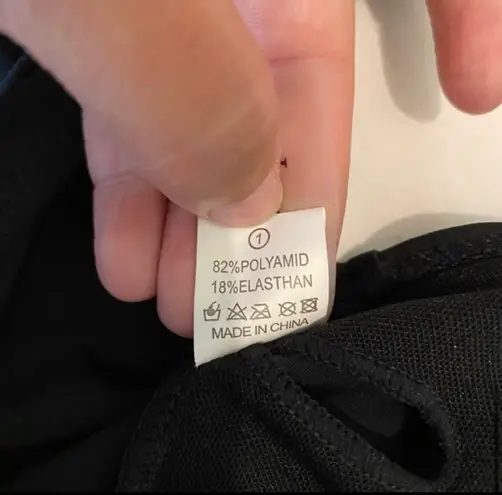 1
82%POLYAMID
18%ELASTHAN
MADE IN CHINA